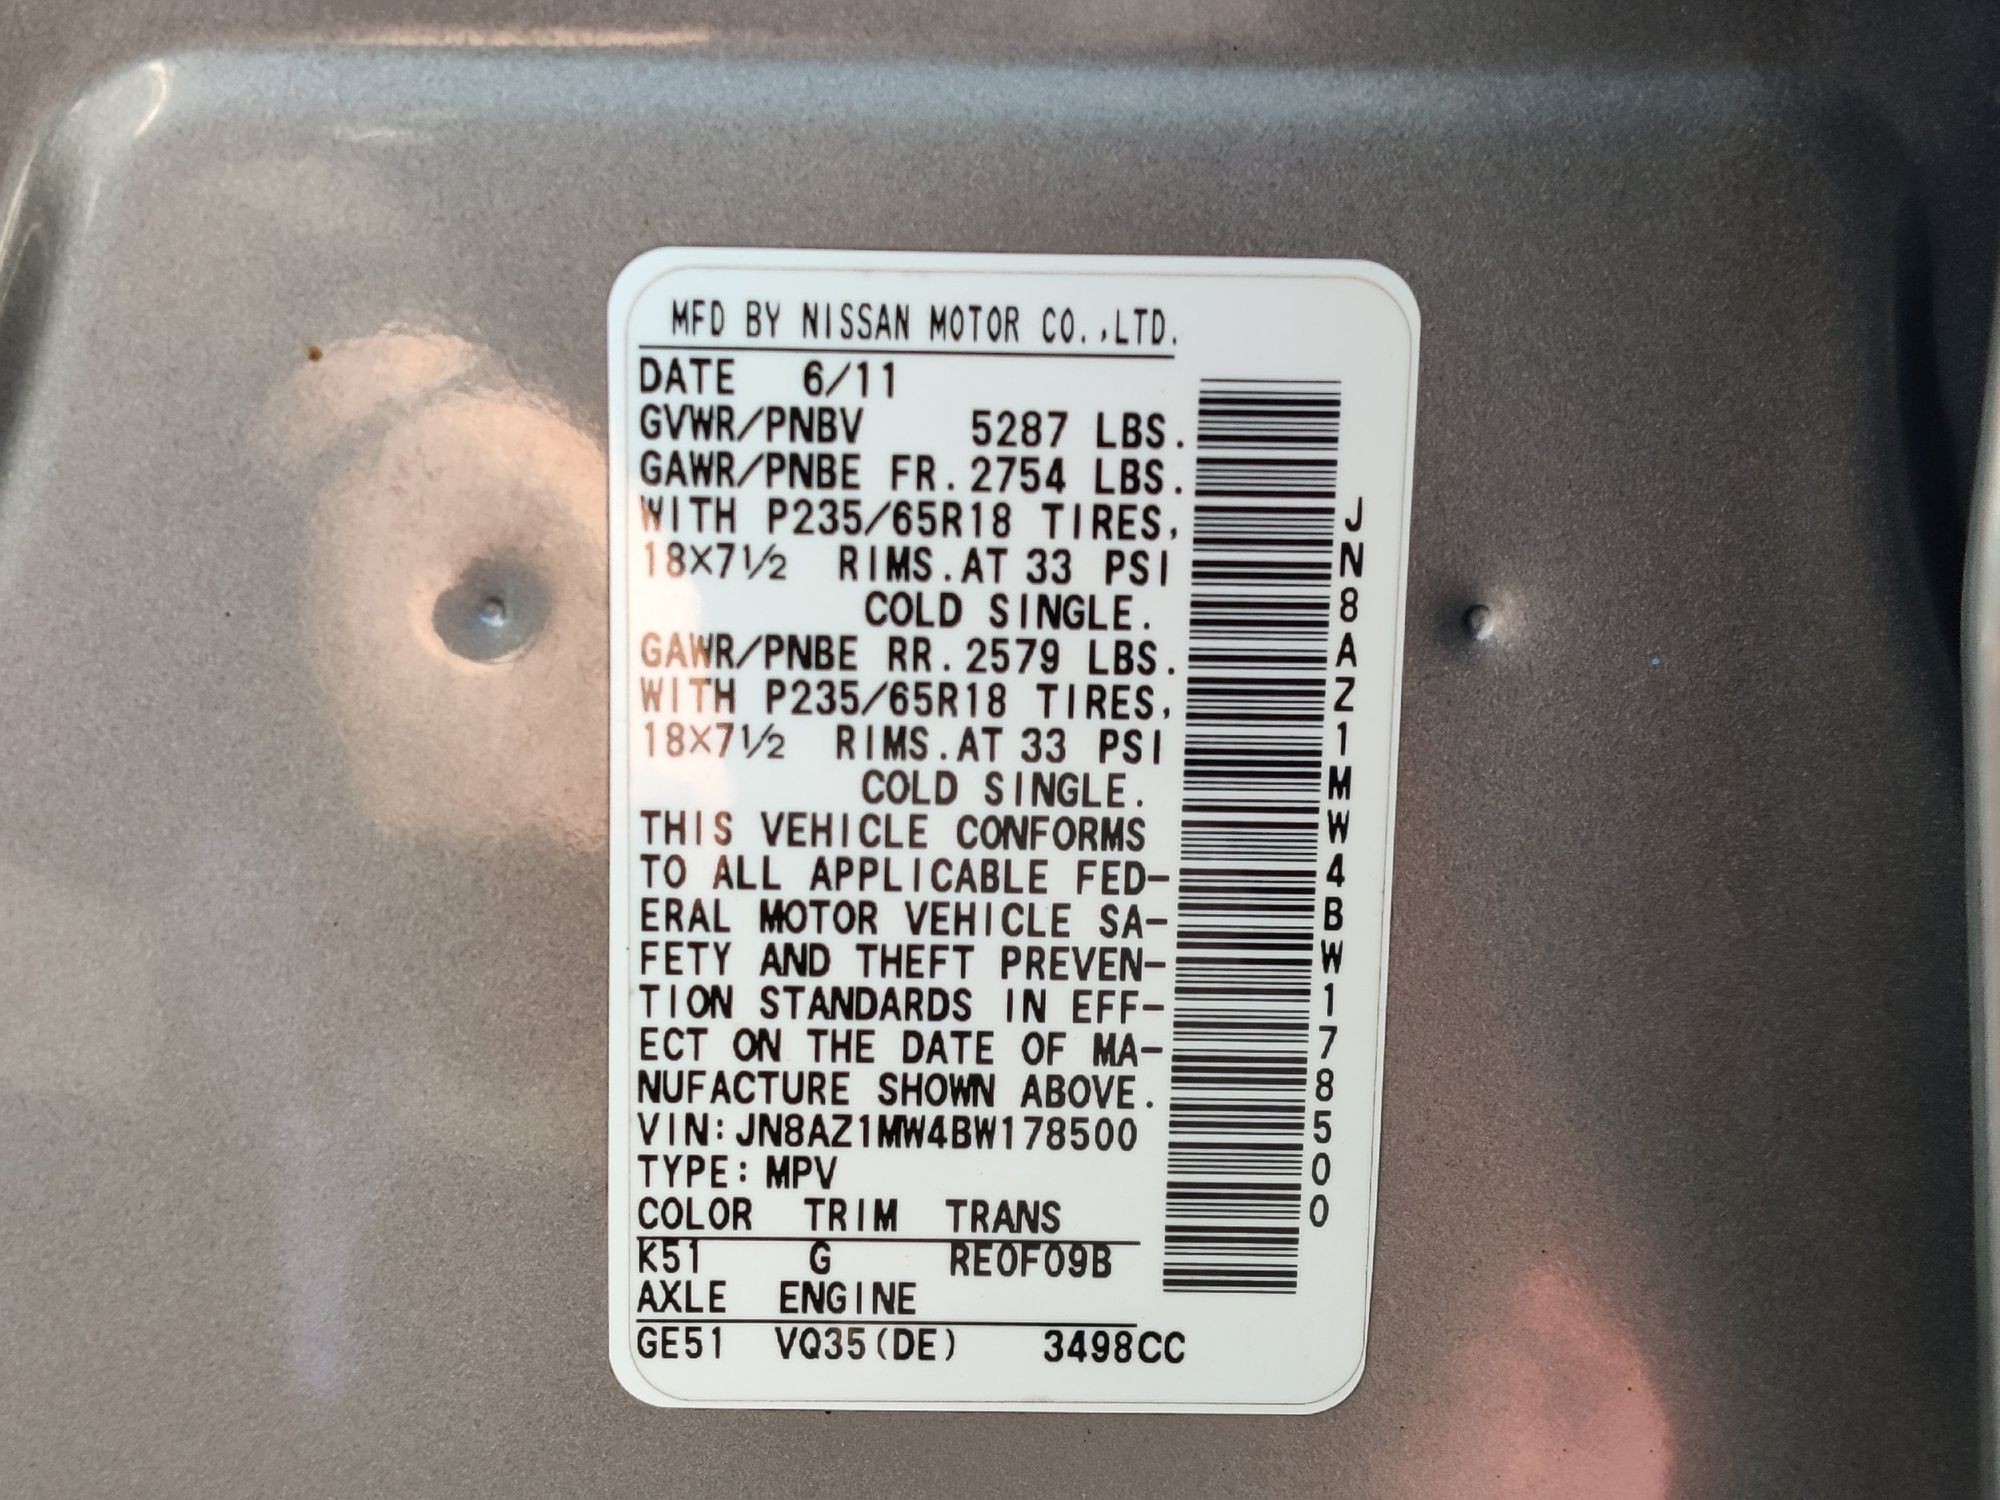 MFD BY NISSAN MOTOR CO.,LTD.
DATE 6/11
GVWR/PNBV 5287 LBS.
GAWR/PNBE FR.2754 LBS.
WITH P235/65R18 TIRES,
18×7½ RIMS.AT 33 PSI
COLD SINGLE.
GAWR/PNBE RR.2579 LBS.
WITH P235/65R18 TIRES,
18×7½ RIMS.AT 33 PSI
COLD SINGLE.
THIS VEHICLE CONFORMS
TO ALL APPLICABLE FED-
ERAL MOTOR VEHICLE SA-
FETY AND THEFT PREVEN-
TION STANDARDS IN EFF-
ECT ON THE DATE OF MA-
NUFACTURE SHOWN ABOVE.
VIN:JN8AZ1MW4BW178500
TYPE:MPV
COLOR TRIM TRANS
K51 G RE0F09B
AXLE ENGINE
GE51 VQ35(DE) 3498CC
JN8AZ1MW4BW178500